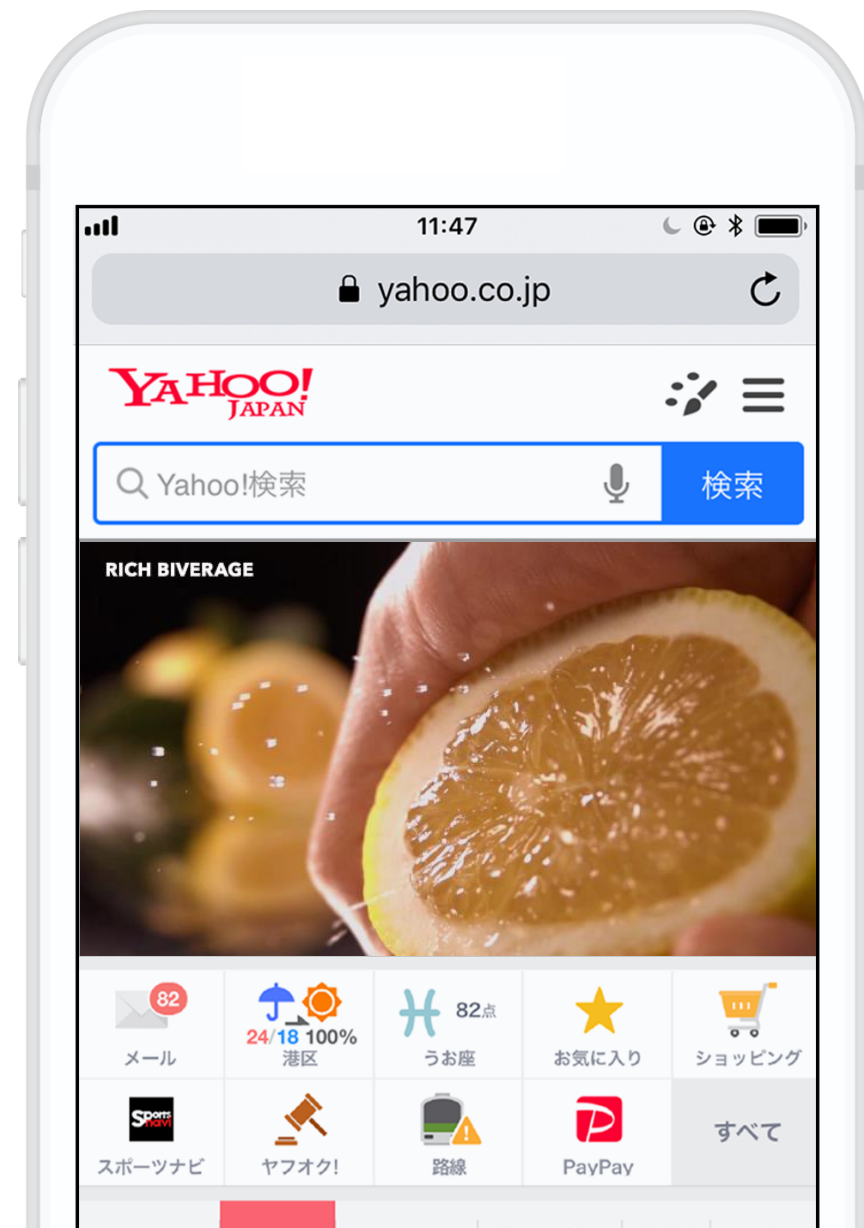 11:47
yahoo.co.jp
YAHOO!
JAPAN
Yahoo!検索
検索
RICH BIVERAGE
82
24/18 100%
82点
メール
港区
うお座
お気に入り
ショッピング
Sports
navi
スポーツナビ
ヤフオク!
路線
PayPay
すべて